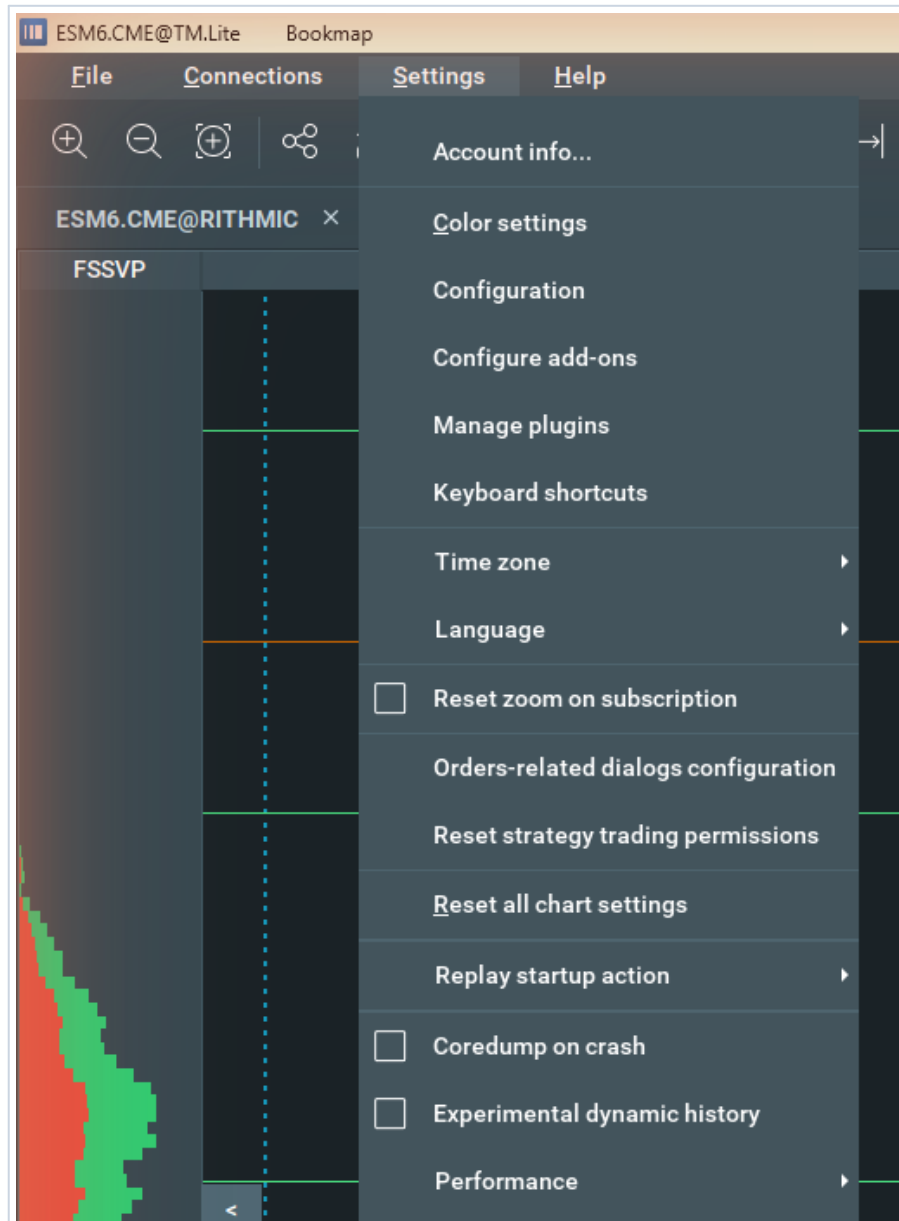 ESM6.CME@TM.Lite Bookmap
File Connections Settings Help
Account info...
ESM6.CME@RITHMIC ×
FSSVP
Color settings
Configuration
Configure add-ons
Manage plugins
Keyboard shortcuts
Time zone
Language
Reset zoom on subscription
Orders-related dialogs configuration
Reset strategy trading permissions
Reset all chart settings
Replay startup action
Coredump on crash
Experimental dynamic history
Performance
<